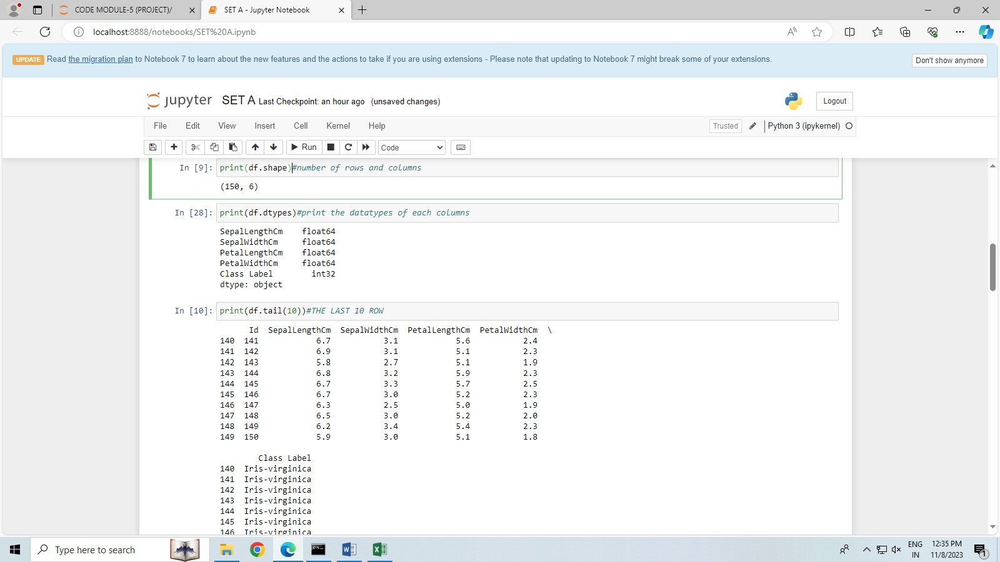 CODE MODULE-5 (PROJECT)/
SET A - Jupyter Notebook
localhost:8888/notebooks/SET%20A.ipynb
UPDATE Read the migration plan to Notebook 7 to learn about the new features and the actions to take if you are using extensions - Please note that updating to Notebook 7 might break some of your extensions.
Don't show anymore
jupyter SET A Last Checkpoint: an hour ago (unsaved changes)
Logout
File Edit View Insert Cell Kernel Help
Trusted Python 3 (ipykernel)
Run Code
In [9]: print(df.shape)#number of rows and columns
(150, 6)
In [28]: print(df.dtypes)#print the datatypes of each columns
SepalLengthCm float64
SepalWidthCm float64
PetalLengthCm float64
PetalWidthCm float64
Class Label int32
dtype: object
In [10]: print(df.tail(10))#THE LAST 10 ROW
Id SepalLengthCm SepalWidthCm PetalLengthCm PetalWidthCm \
140 141 6.7 3.1 5.6 2.4
141 142 6.9 3.1 5.1 2.3
142 143 5.8 2.7 5.1 1.9
143 144 6.8 3.2 5.9 2.3
144 145 6.7 3.3 5.7 2.5
145 146 6.7 3.0 5.2 2.3
146 147 6.3 2.5 5.0 1.9
147 148 6.5 3.0 5.2 2.0
148 149 6.2 3.4 5.4 2.3
149 150 5.9 3.0 5.1 1.8
Class Label
140 Iris-virginica
141 Iris-virginica
142 Iris-virginica
143 Iris-virginica
144 Iris-virginica
145 Iris-virginica
146 Iris-virginica
Type here to search
ENG
IN
12:35 PM
11/8/2023
1